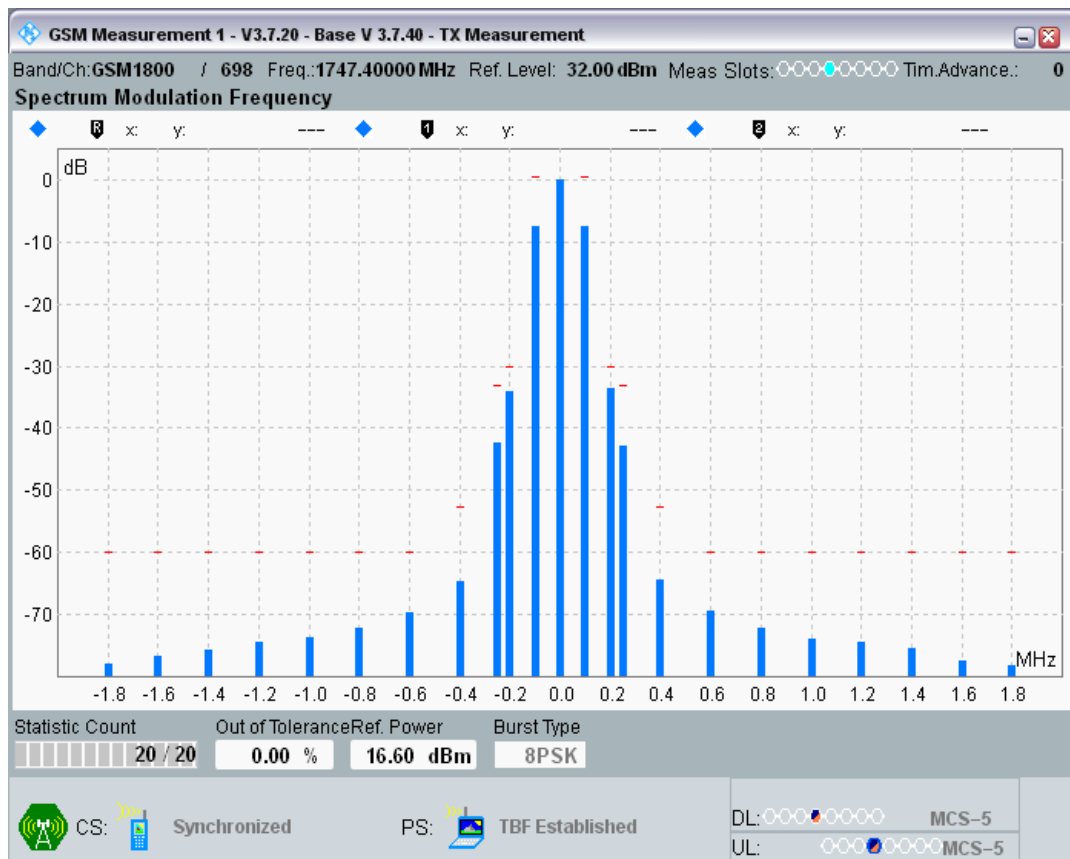 GSM Measurement 1 - V3.7.20 - Base V 3.7.40 - TX Measurement
Band/Ch:GSM1800 / 698 Freq.:1747.40000 MHz Ref. Level: 32.00 dBm Meas Slots: Tim.Advance.: 0
Spectrum Modulation Frequency
R x: y: --- 1 x: y: --- 2 x: y: ---
dB
0
-10
-20
-30
-40
-50
-60
-70
MHz
-1.8 -1.6 -1.4 -1.2 -1.0 -0.8 -0.6 -0.4 -0.2 0.0 0.2 0.4 0.6 0.8 1.0 1.2 1.4 1.6 1.8
Statistic Count Out of Tolerance Ref. Power Burst Type
20 / 20 0.00 % 16.60 dBm 8PSK
CS: Synchronized PS: TBF Established
DL: MCS-5
UL: MCS-5